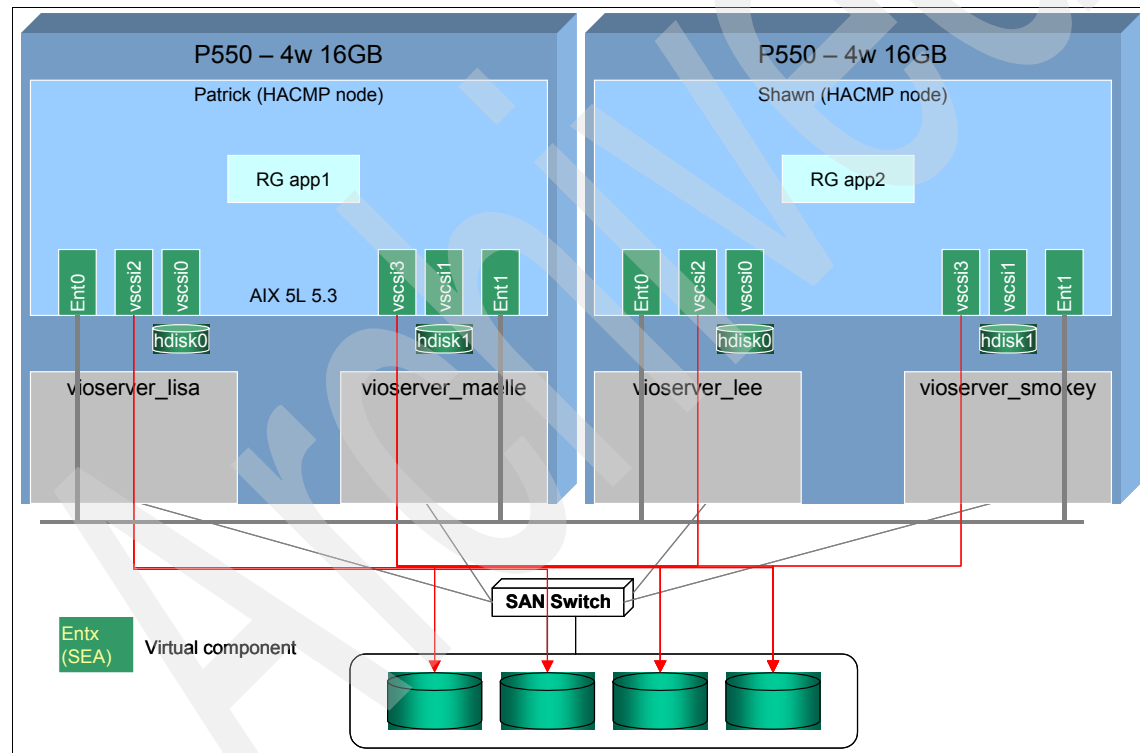 P550 – 4w 16GB
Patrick (HACMP node)
RG app1
Ent0
vscsi2
vscsi0
AIX 5L 5.3
vscsi3
vscsi1
Ent1
hdisk0
hdisk1
vioserver_lisa
vioserver_maelle
P550 – 4w 16GB
Shawn (HACMP node)
RG app2
Ent0
vscsi2
vscsi0
vscsi3
vscsi1
Ent1
hdisk0
hdisk1
vioserver_lee
vioserver_smokey
SAN Switch
Entx
(SEA)
Virtual component
Archived